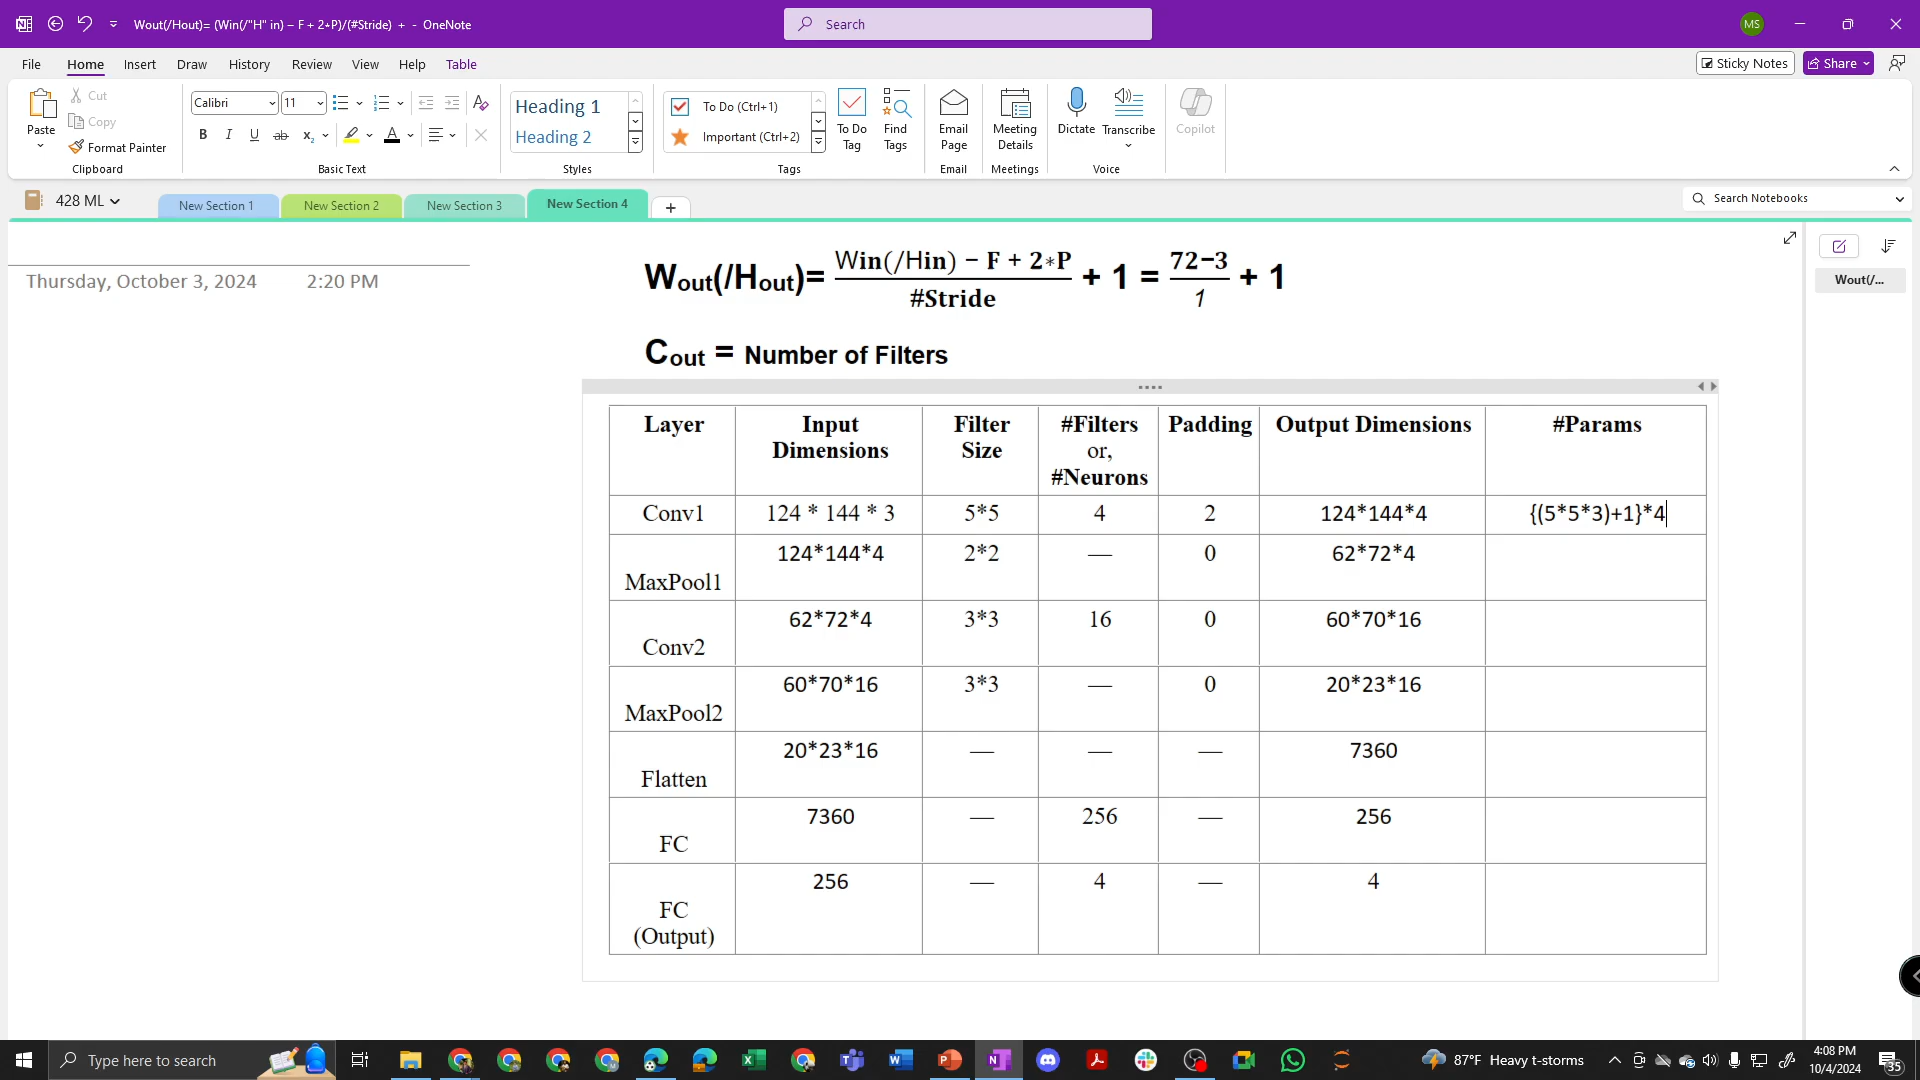 Wout(/Hout)= (Win(/"H" in) – F + 2∗P)/(#Stride) + - OneNote
Search
MS
File Home Insert Draw History Review View Help Table
Sticky Notes
Share
Paste
Cut
Copy
Format Painter
Clipboard
Calibri 11
Basic Text
Heading 1
Heading 2
Styles
To Do (Ctrl+1)
Important (Ctrl+2)
To Do Tag
Find Tags
Tags
Email Page
Email
Meeting Details
Meetings
Dictate
Transcribe
Voice
Copilot
428 ML
New Section 1
New Section 2
New Section 3
New Section 4
+
Search Notebooks
Wout(/...
Thursday, October 3, 2024 2:20 PM
Wout(/Hout)= Win(/Hin) − F + 2∗P / #Stride + 1 = 72−3 / 1 + 1
Cout = Number of Filters
Layer Input Dimensions Filter Size #Filters or, #Neurons Padding Output Dimensions #Params
Conv1 124 * 144 * 3 5*5 4 2 124*144*4 {(5*5*3)+1}*4
MaxPool1 124*144*4 2*2 — 0 62*72*4
Conv2 62*72*4 3*3 16 0 60*70*16
MaxPool2 60*70*16 3*3 — 0 20*23*16
Flatten 20*23*16 — — — 7360
FC 7360 — 256 — 256
FC (Output) 256 — 4 — 4
Type here to search
87°F Heavy t-storms
4:08 PM
10/4/2024
35